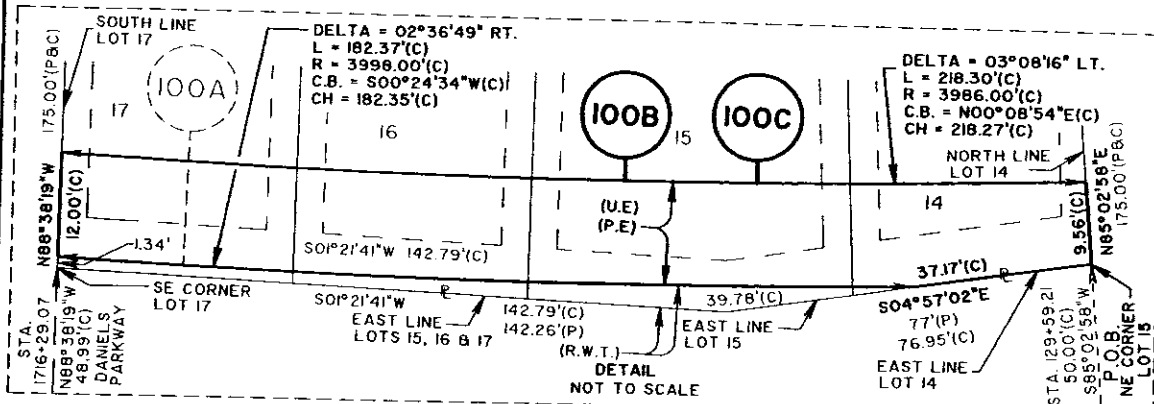 SOUTH LINE
LOT 17
175.00'(P&C)
17
100A
DELTA = 02°36'49" RT.
L = 182.37'(C)
R = 3998.00'(C)
C.B. = S00°24'34"W(C)
CH = 182.35'(C)
16
100B
15
100C
DELTA = 03°08'16" LT.
L = 218.30'(C)
R = 3986.00'(C)
C.B. = N00°08'54"E(C)
CH = 218.27'(C)
NORTH LINE
LOT 14
14
N85°02'58"E
175.00'(P&C)
9.56'(C)
N88°38'19"W
12.00'(C)
1.34'
(U.E)
(P.E)
S01°21'41"W 142.79'(C)
SE CORNER
LOT 17
S01°21'41"W
EAST LINE
LOTS 15, 16 & 17
142.79'(C)
142.26'(P)
(R.W.T.)
39.78'(C)
EAST LINE
LOT 15
37.17'(C)
S04°57'02"E
77'(P)
76.95'(C)
EAST LINE
LOT 14
STA.
1716+29.07
N88°38'19"W
48.99'(C)
DANIELS
PARKWAY
DETAIL
NOT TO SCALE
STA. 129+59.21
50.00'(C)
S85°02'58"W
P.O.B.
NE CORNER
LOT 15